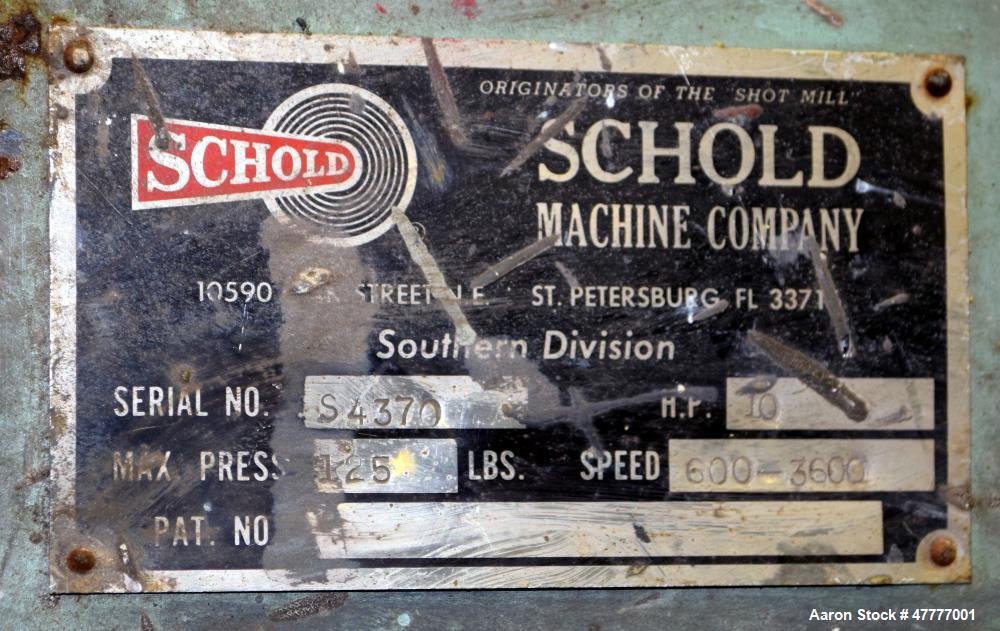 ORIGINATORS OF THE "SHOT MILL"
SCHOLD
SCHOLD
MACHINE COMPANY
10590 STREET ST. PETERSBURG, FL 3371
Southern Division
SERIAL NO. S4370 H.P. 10
MAX. PRESS 125 LBS. SPEED 600-3600
PAT. NO
Aaron Stock # 47777001